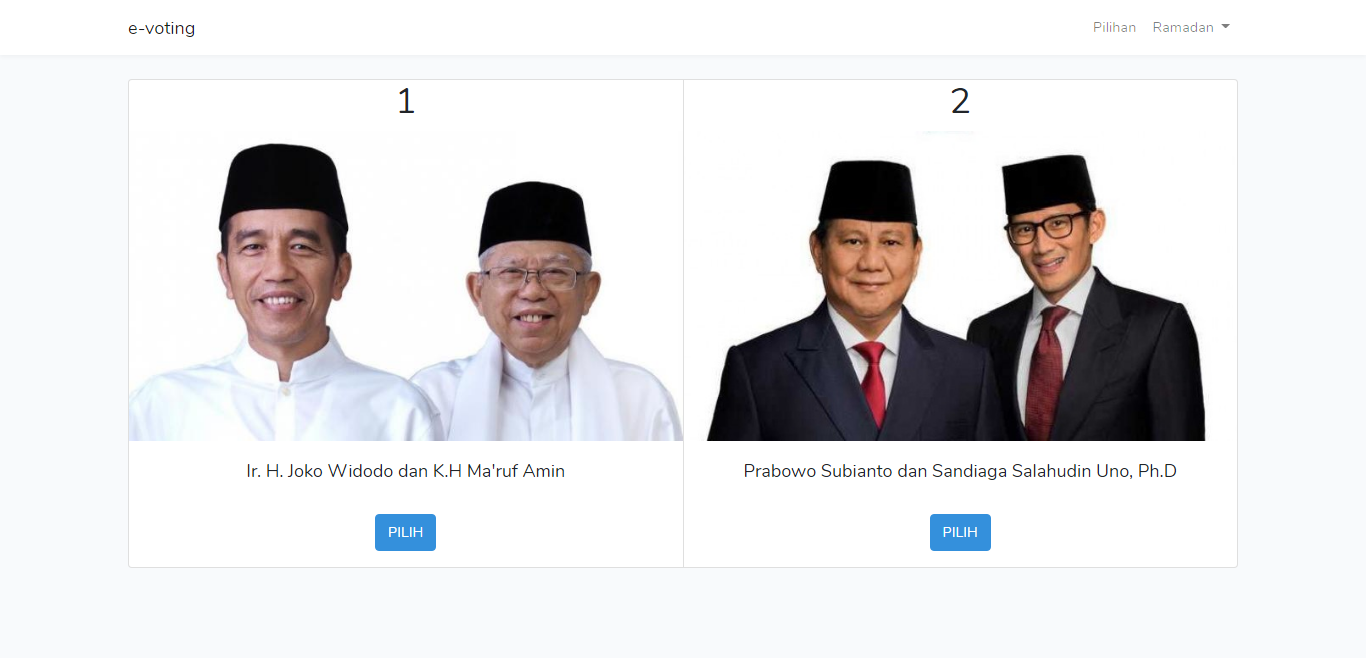 e-voting
Pilihan
Ramadan
1
2
Ir. H. Joko Widodo dan K.H Ma'ruf Amin
Prabowo Subianto dan Sandiaga Salahudin Uno, Ph.D
PILIH
PILIH